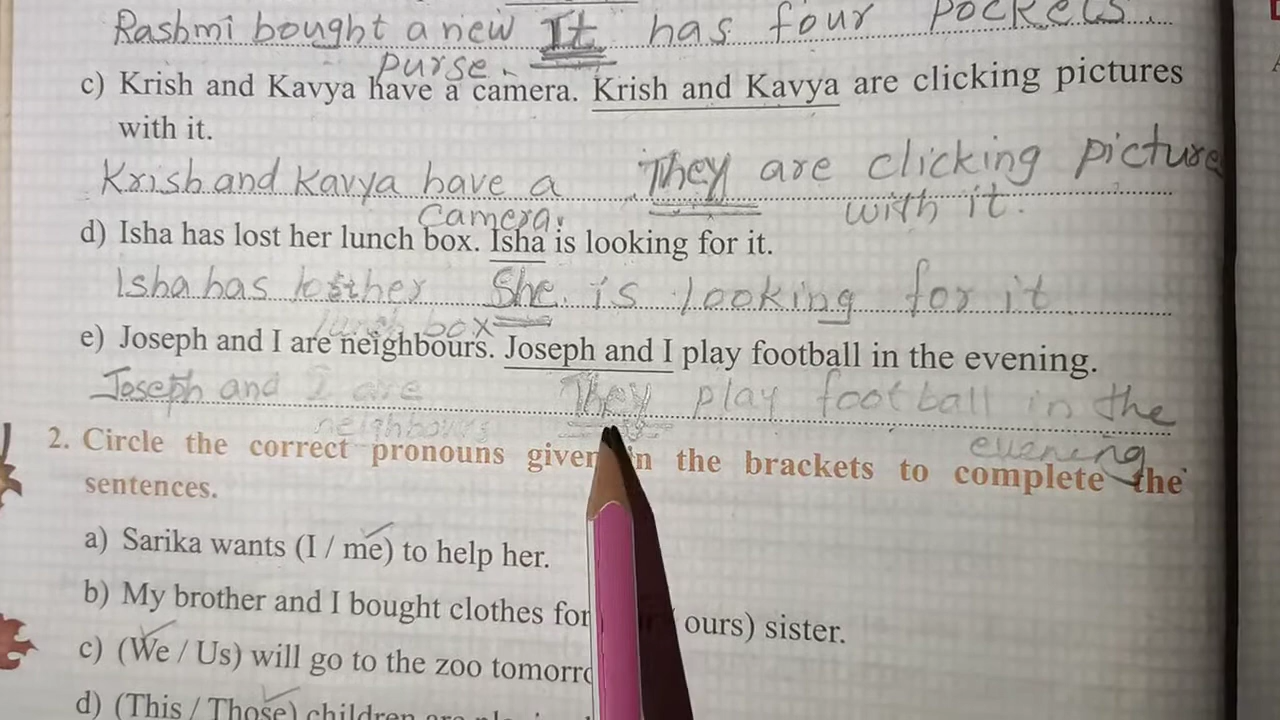 Rashmi bought a new It has four pockets
purse.
c) Krish and Kavya have a camera. Krish and Kavya are clicking pictures
with it.
Krish and Kavya have a They are clicking picture
camera. with it.
d) Isha has lost her lunch box. Isha is looking for it.
Isha has lost her She is looking for it
lunch box
e) Joseph and I are neighbours. Joseph and I play football in the evening.
Joseph and I are They play football in the
neighbours evening
2. Circle the correct pronouns given in the brackets to complete the
sentences.
a) Sarika wants (I / me) to help her.
b) My brother and I bought clothes for ours) sister.
c) (We / Us) will go to the zoo
d) (This / Those) children are